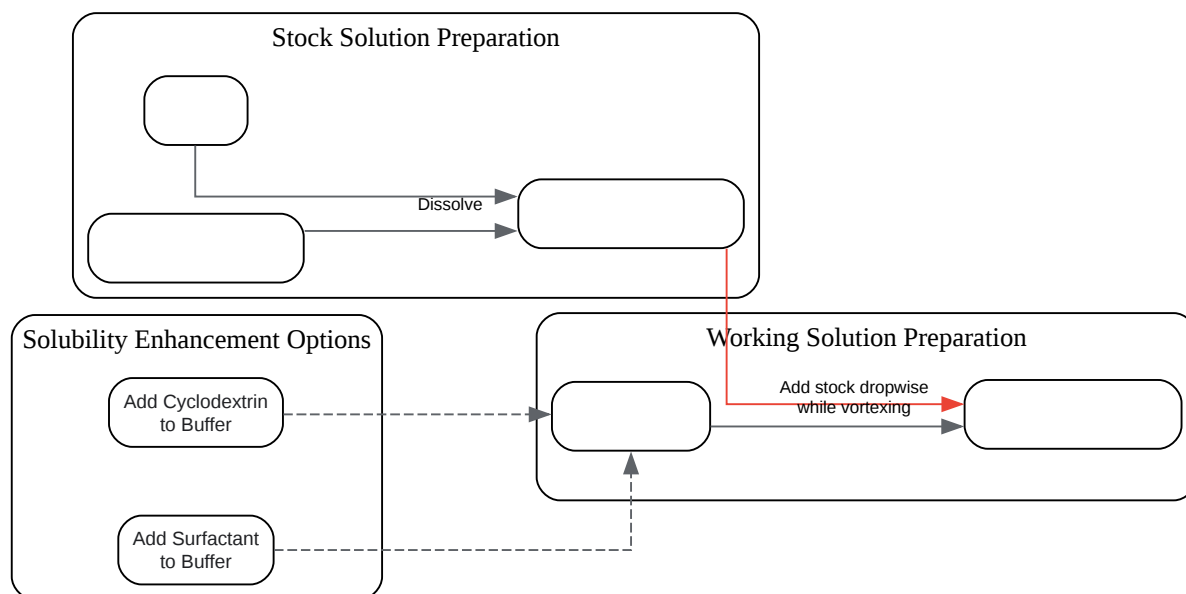 Stock Solution Preparation
Dissolve
Solubility Enhancement Options
Add Cyclodextrin
to Buffer
Add Surfactant
to Buffer
Working Solution Preparation
Add stock dropwise
while vortexing